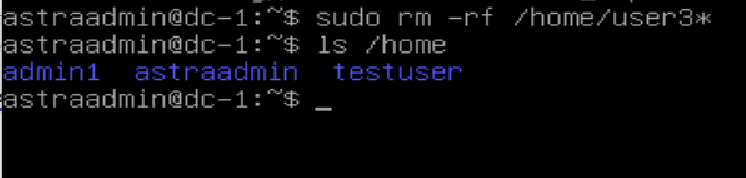 astraadmin@dc-1:~$ sudo rm -rf /home/user3*
astraadmin@dc-1:~$ ls /home
admin1  astraadmin  testuser
astraadmin@dc-1:~$ _